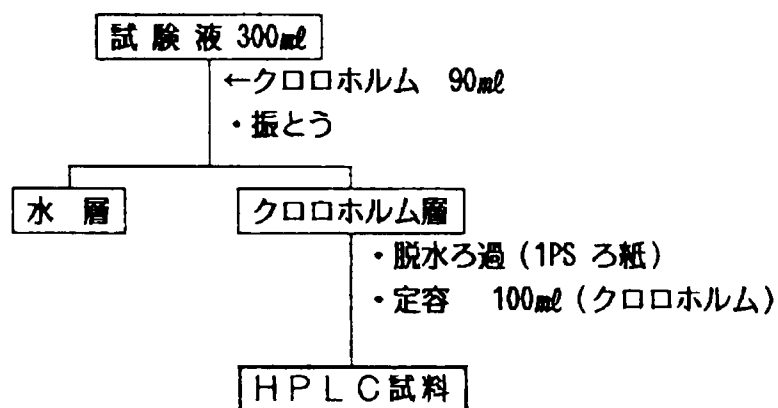 試験液 300㎖
←クロロホルム 90㎖
・振とう
水層
クロロホルム層
・脱水ろ過（1PS ろ紙）
・定容 100㎖（クロロホルム）
ＨＰＬＣ試料